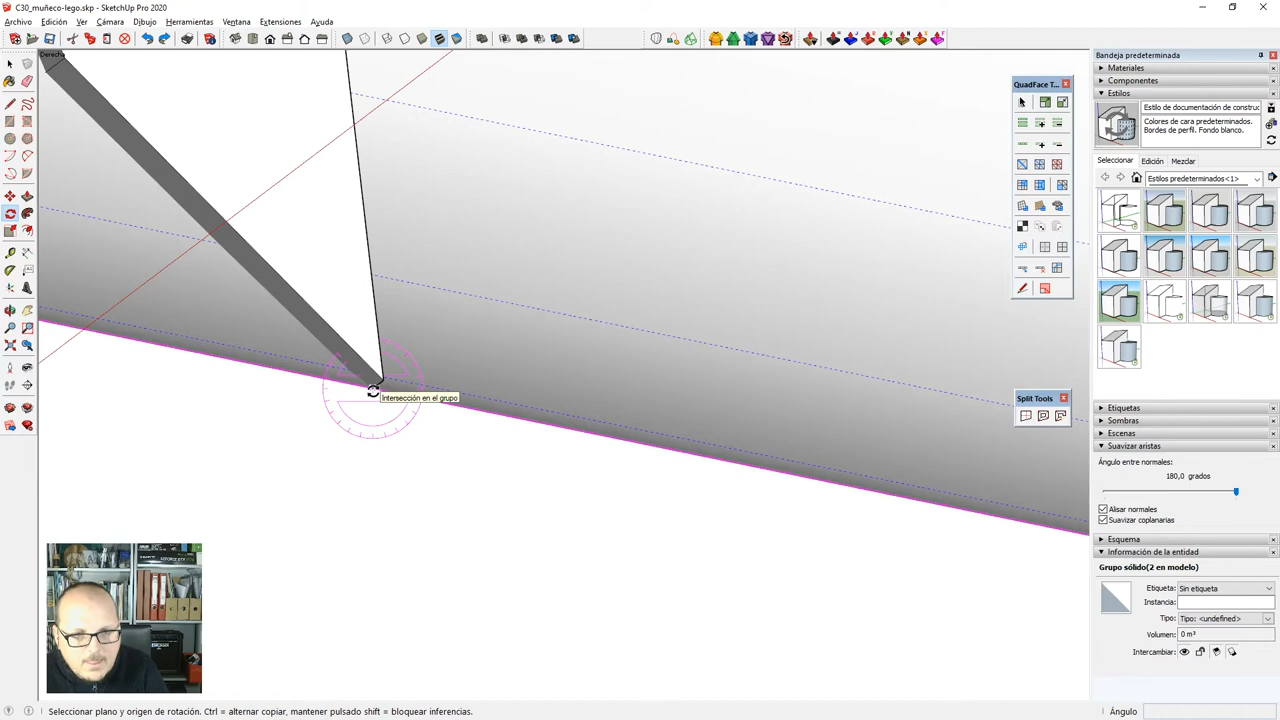 C30_muñeco-lego.skp - SketchUp Pro 2020
Archivo Edición Ver Cámara Dibujo Herramientas Ventana Extensiones Ayuda
Derecha
Intersección en el grupo
QuadFace T...
Split Tools
Bandeja predeterminada
Materiales
Componentes
Estilos
Estilo de documentación de construc
Colores de cara predeterminados.
Bordes de perfil. Fondo blanco.
Seleccionar Edición Mezclar
Estilos predeterminados<1>
Etiquetas
Sombras
Escenas
Suavizar aristas
Ángulo entre normales:
180,0 grados
Alisar normales
Suavizar coplanarias
Esquema
Información de la entidad
Grupo sólido(2 en modelo)
Etiqueta: Sin etiqueta
Instancia:
Tipo: Tipo: <undefined>
Volumen: 0 m³
Intercambiar:
Seleccionar plano y origen de rotación. Ctrl = alternar copiar, mantener pulsado shift = bloquear inferencias.
Ángulo